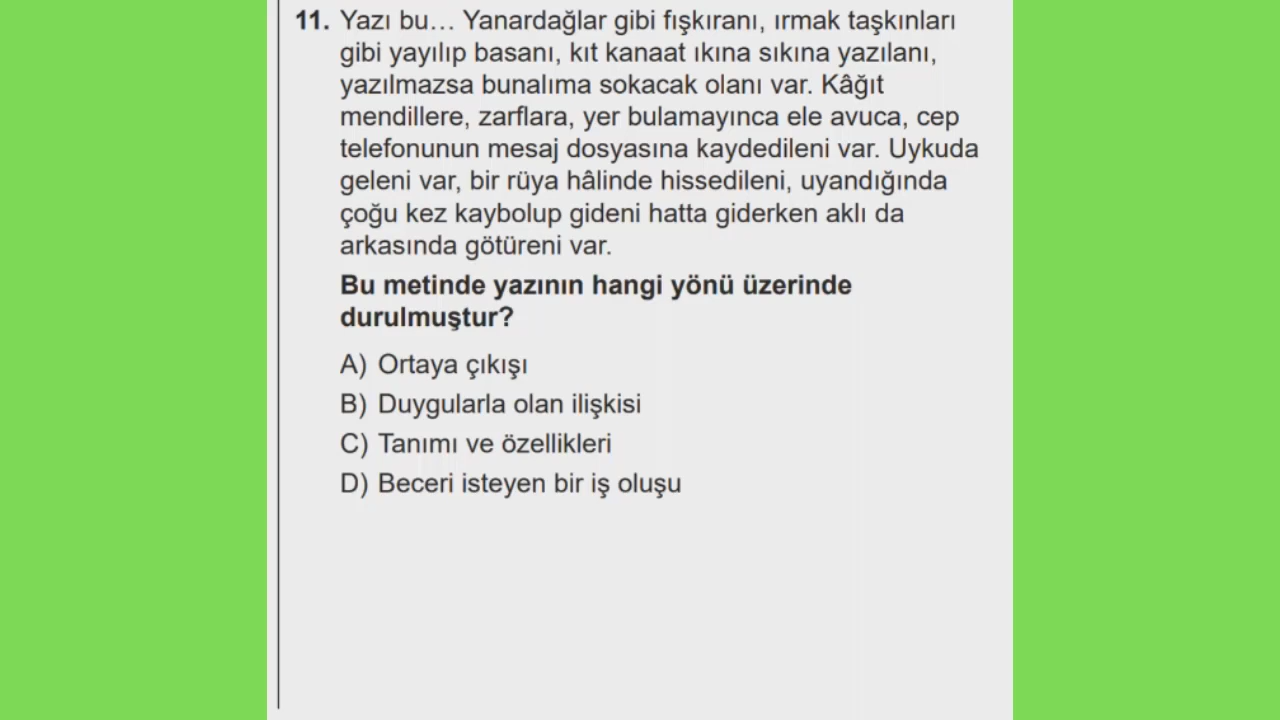 11. Yazı bu… Yanardağlar gibi fışkıranı, ırmak taşkınları
gibi yayılıp basanı, kıt kanaat ıkına sıkına yazılanı,
yazılmazsa bunalıma sokacak olanı var. Kâğıt
mendillere, zarflara, yer bulamayınca ele avuca, cep
telefonunun mesaj dosyasına kaydedileni var. Uykuda
geleni var, bir rüya hâlinde hissedileni, uyandığında
çoğu kez kaybolup gideni hatta giderken aklı da
arkasında götüreni var.
Bu metinde yazının hangi yönü üzerinde
durulmuştur?
A) Ortaya çıkışı
B) Duygularla olan ilişkisi
C) Tanımı ve özellikleri
D) Beceri isteyen bir iş oluşu